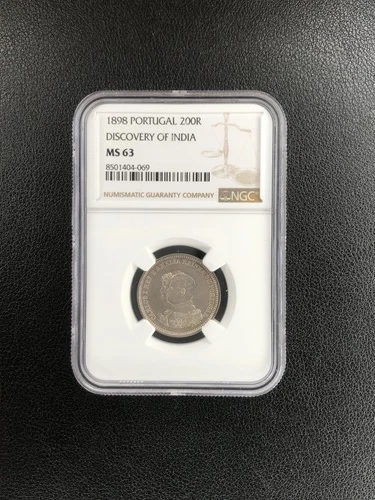 1898 PORTUGAL 200R
DISCOVERY OF INDIA
MS 63
8501404-069
NUMISMATIC GUARANTY COMPANY
NGC